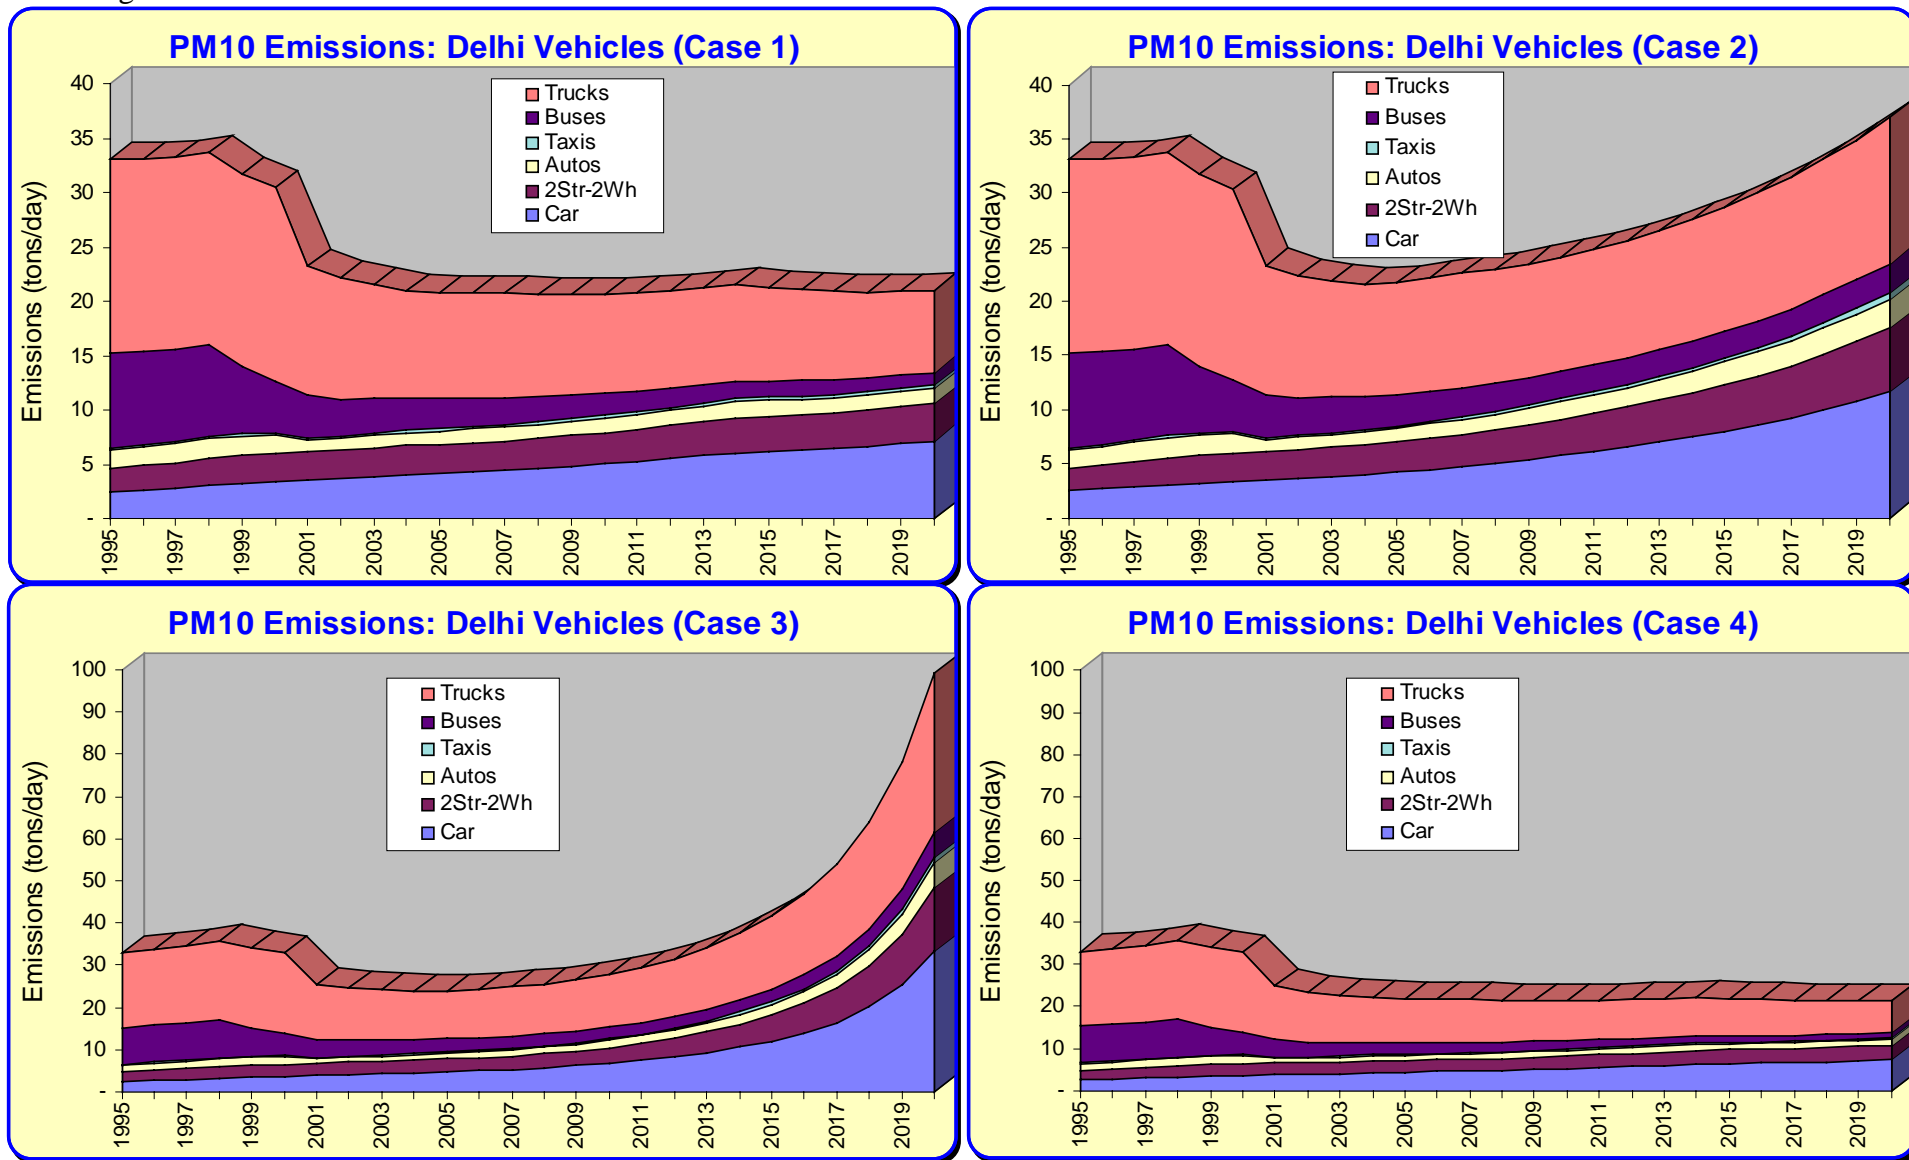 PM10 Emissions: Delhi Vehicles (Case 1)
Emissions (tons/day)
40
35
30
25
20
15
10
5
-
Trucks
Buses
Taxis
Autos
2Str-2Wh
Car
1995
1997
1999
2001
2003
2005
2007
2009
2011
2013
2015
2017
2019
PM10 Emissions: Delhi Vehicles (Case 2)
Emissions (tons/day)
40
35
30
25
20
15
10
5
-
Trucks
Buses
Taxis
Autos
2Str-2Wh
Car
1995
1997
1999
2001
2003
2005
2007
2009
2011
2013
2015
2017
2019
PM10 Emissions: Delhi Vehicles (Case 3)
Emissions (tons/day)
100
90
80
70
60
50
40
30
20
10
-
Trucks
Buses
Taxis
Autos
2Str-2Wh
Car
1995
1997
1999
2001
2003
2005
2007
2009
2011
2013
2015
2017
2019
PM10 Emissions: Delhi Vehicles (Case 4)
Emissions (tons/day)
100
90
80
70
60
50
40
30
20
10
-
Trucks
Buses
Taxis
Autos
2Str-2Wh
Car
1995
1997
1999
2001
2003
2005
2007
2009
2011
2013
2015
2017
2019